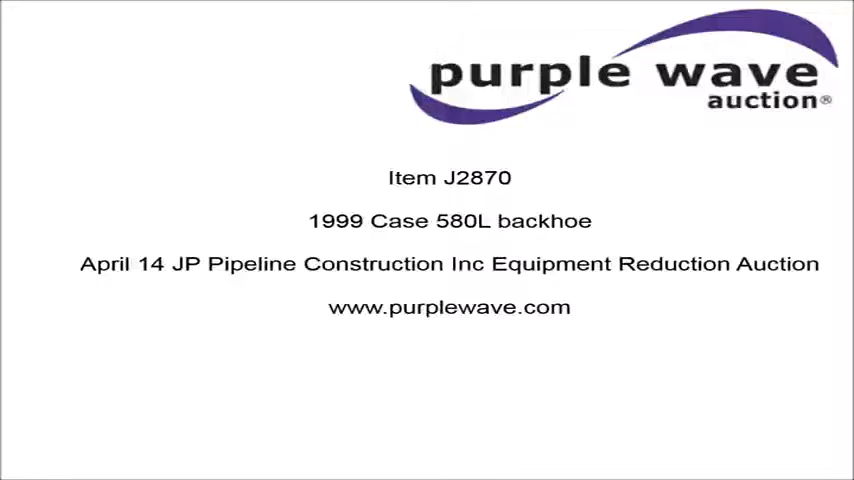 purple wave
auction®
Item J2870
1999 Case 580L backhoe
April 14 JP Pipeline Construction Inc Equipment Reduction Auction
www.purplewave.com